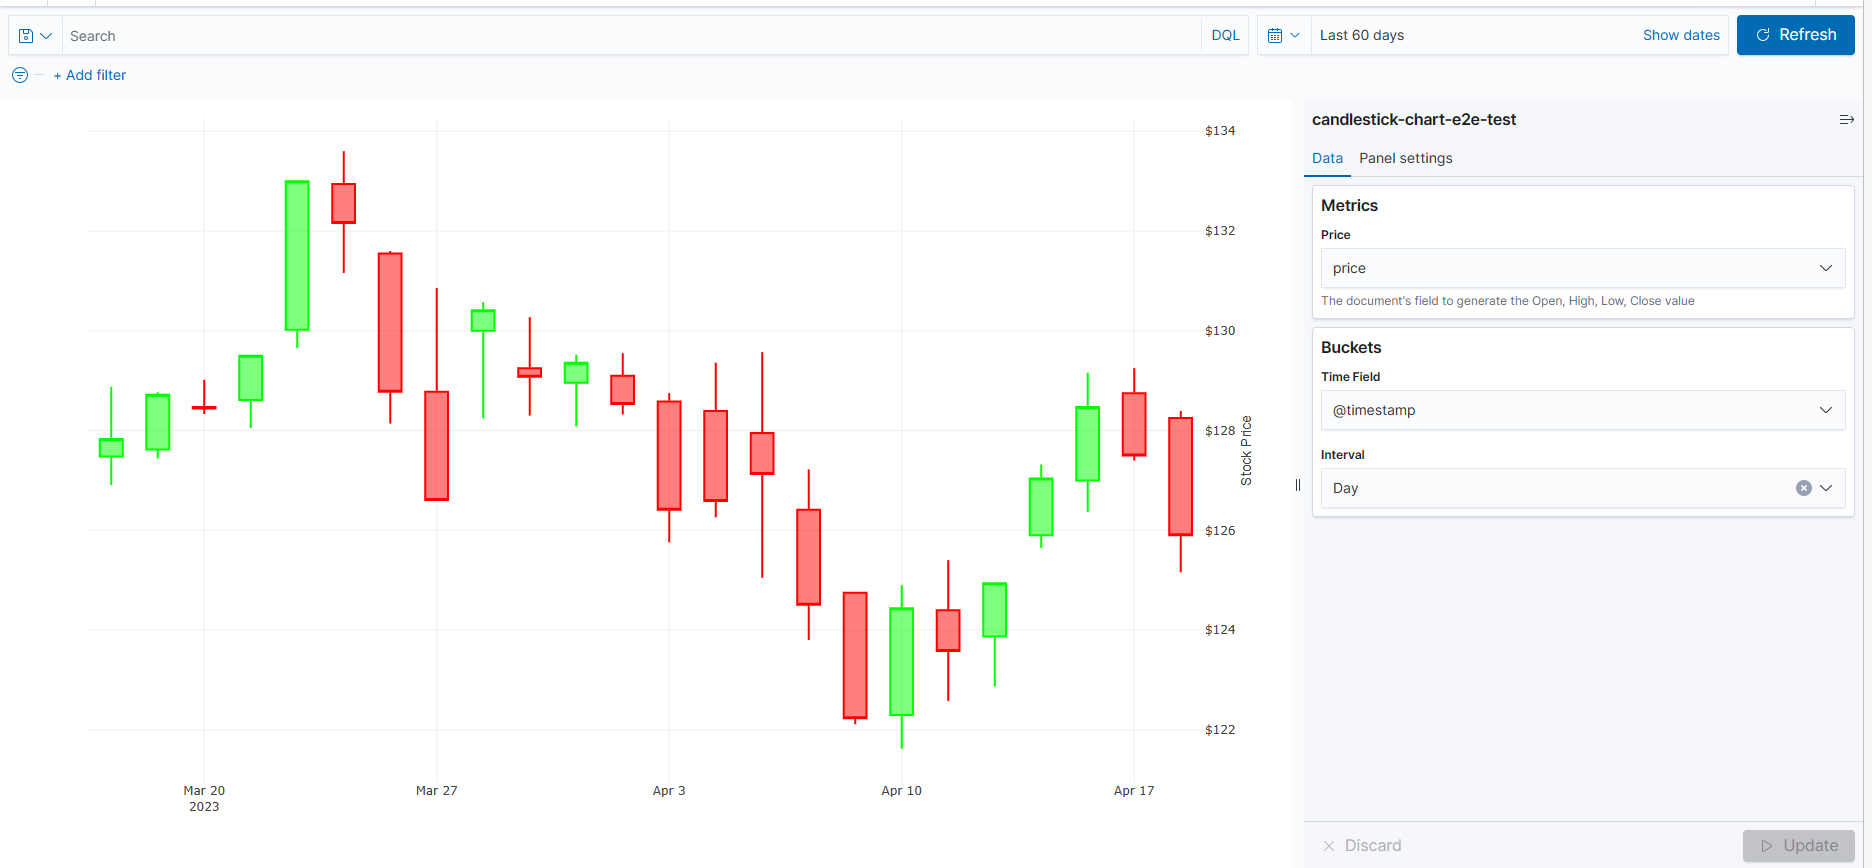 Search
DQL
Last 60 days
Show dates
Refresh
+ Add filter
$134
$132
$130
$128
$126
$124
$122
Stock Price
Mar 20
2023
Mar 27
Apr 3
Apr 10
Apr 17
candlestick-chart-e2e-test
Data
Panel settings
Metrics
Price
price
The document's field to generate the Open, High, Low, Close value
Buckets
Time Field
@timestamp
Interval
Day
Discard
Update